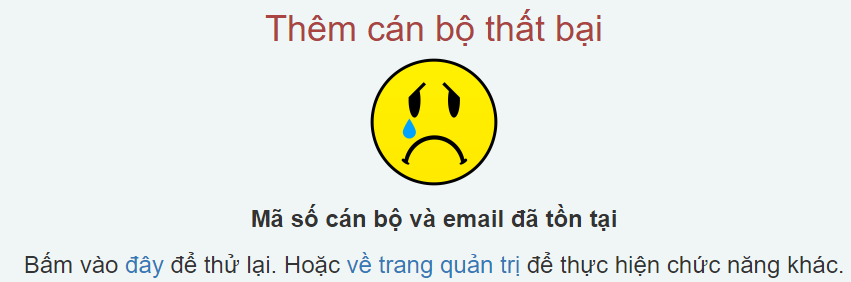 Thêm cán bộ thất bại
Mã số cán bộ và email đã tồn tại
Bấm vào đây để thử lại. Hoặc về trang quản trị để thực hiện chức năng khác.